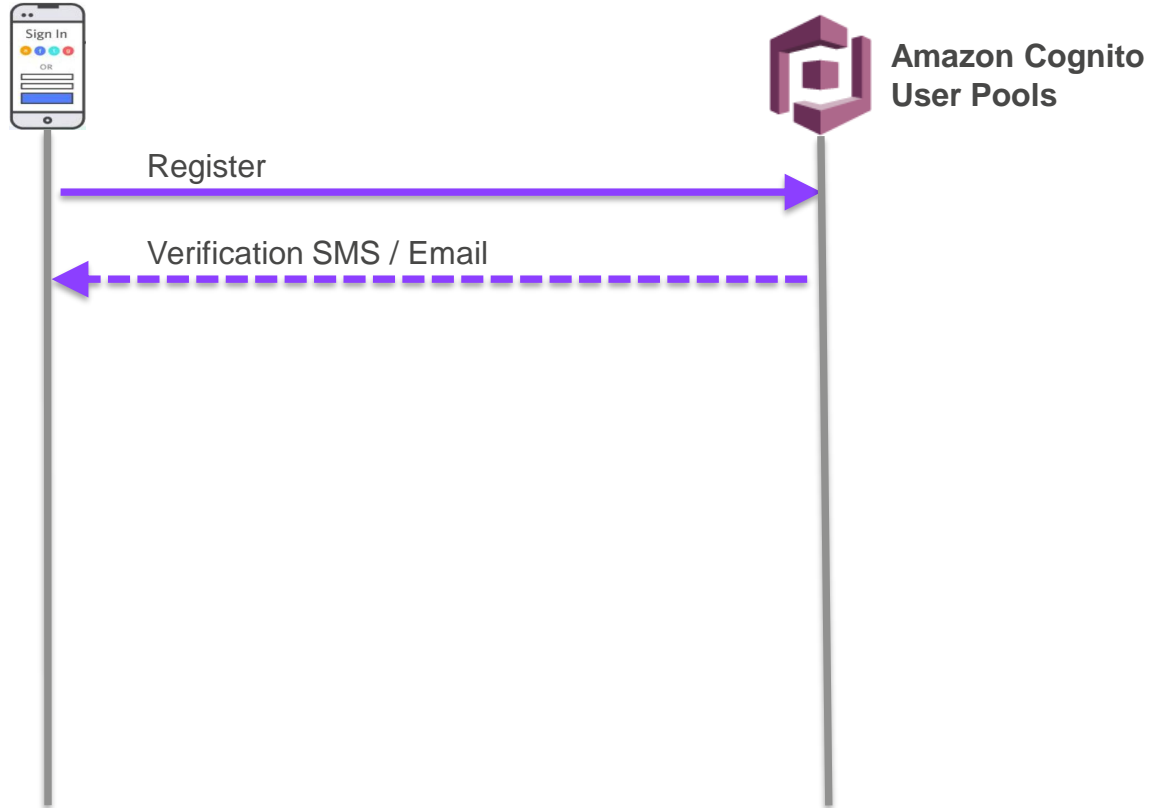 Sign In
OR
Amazon Cognito
User Pools
Register
Verification SMS / Email